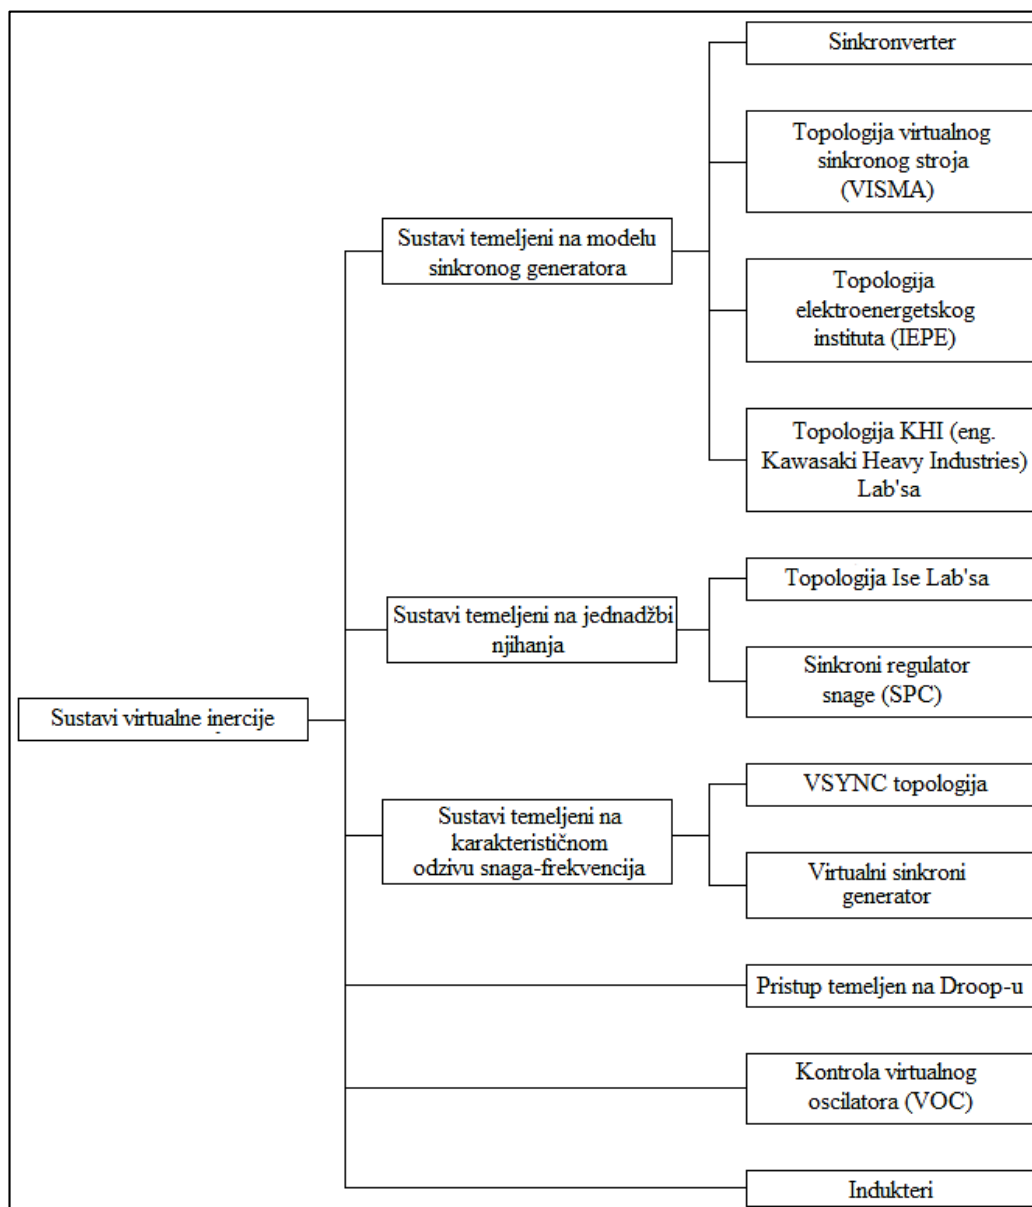 Sustavi virtualne inercije
Sustavi temeljeni na modelu
sinkronog generatora
Sinkronverter
Topologija virtualnog
sinkronog stroja
(VISMA)
Topologija
elektroenergetskog
instituta (IEPE)
Topologija KHI (eng.
Kawasaki Heavy Industries)
Lab'sa
Sustavi temeljeni na jednadžbi
njihanja
Topologija Ise Lab'sa
Sinkroni regulator
snage (SPC)
Sustavi temeljeni na
karakterističnom
odzivu snaga-frekvencija
VSYNC topologija
Virtualni sinkroni
generator
Pristup temeljen na Droop-u
Kontrola virtualnog
oscilatora (VOC)
Indukteri